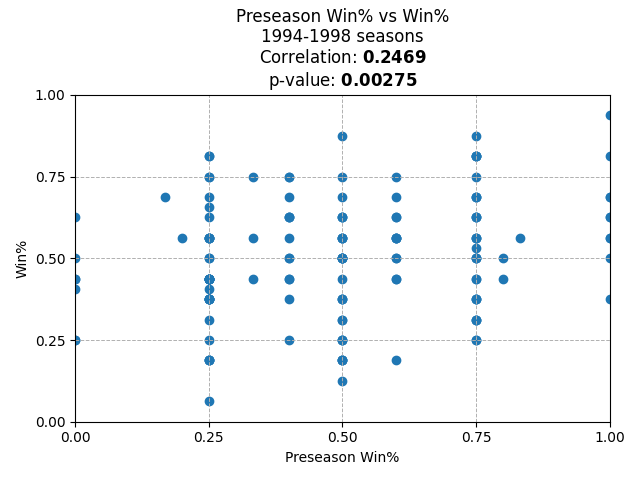 Preseason Win% vs Win%
1994-1998 seasons
Correlation: 0.2469
p-value: 0.00275
1.00
0.75
0.50
0.25
0.00
Win%
0.00 0.25 0.50 0.75 1.00
Preseason Win%